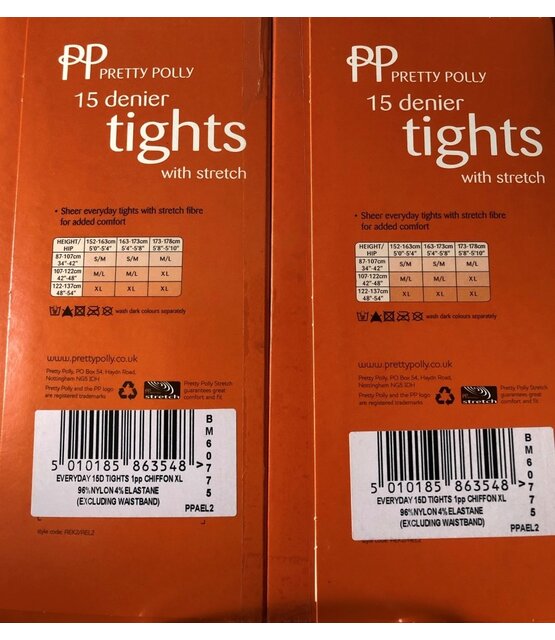 PP PRETTY POLLY
15 denier
tights
with stretch
• Sheer everyday tights with stretch fibre
for added comfort
HEIGHT/ HIP 152-163cm 5'0"-5'4" 163-173cm 5'4"-5'8" 173-178cm 5'8"-5'10"
87-107cm 34"-42" S/M S/M M/L
107-122cm 42"-48" M/L M/L XL
122-137cm 48"-54" XL XL XL
wash dark colours separately
www.prettypolly.co.uk
Pretty Polly, PO Box 54, Haydn Road,
Nottingham NG5 1DH
Pretty Polly and the PP logo
are registered trademarks
stretch
Pretty Polly Stretch
guarantees great
comfort and fit
5 010185 863548 >
EVERYDAY 15D TIGHTS 1pp CHIFFON XL
96% NYLON 4% ELASTANE
(EXCLUDING WAISTBAND)
PPAEL2
BM60775
style code: REK2/REL2
PP PRETTY POLLY
15 denier
tights
with stretch
• Sheer everyday tights with stretch fibre
for added comfort
HEIGHT/ HIP 152-163cm 5'0"-5'4" 163-173cm 5'4"-5'8" 173-178cm 5'8"-5'10"
87-107cm 34"-42" S/M S/M M/L
107-122cm 42"-48" M/L M/L XL
122-137cm 48"-54" XL XL XL
wash dark colours separately
www.prettypolly.co.uk
Pretty Polly, PO Box 54, Haydn Road,
Nottingham NG5 1DH
Pretty Polly and the PP logo
are registered trademarks
stretch
Pretty Polly Stretch
guarantees great
comfort and fit
5 010185 863548 >
EVERYDAY 15D TIGHTS 1pp CHIFFON XL
96% NYLON 4% ELASTANE
(EXCLUDING WAISTBAND)
PPAEL2
BM60775
style code: REK2/REL2